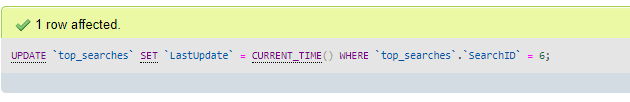 1 row affected.
UPDATE `top_searches` SET `LastUpdate` = CURRENT_TIME() WHERE `top_searches`.`SearchID` = 6;